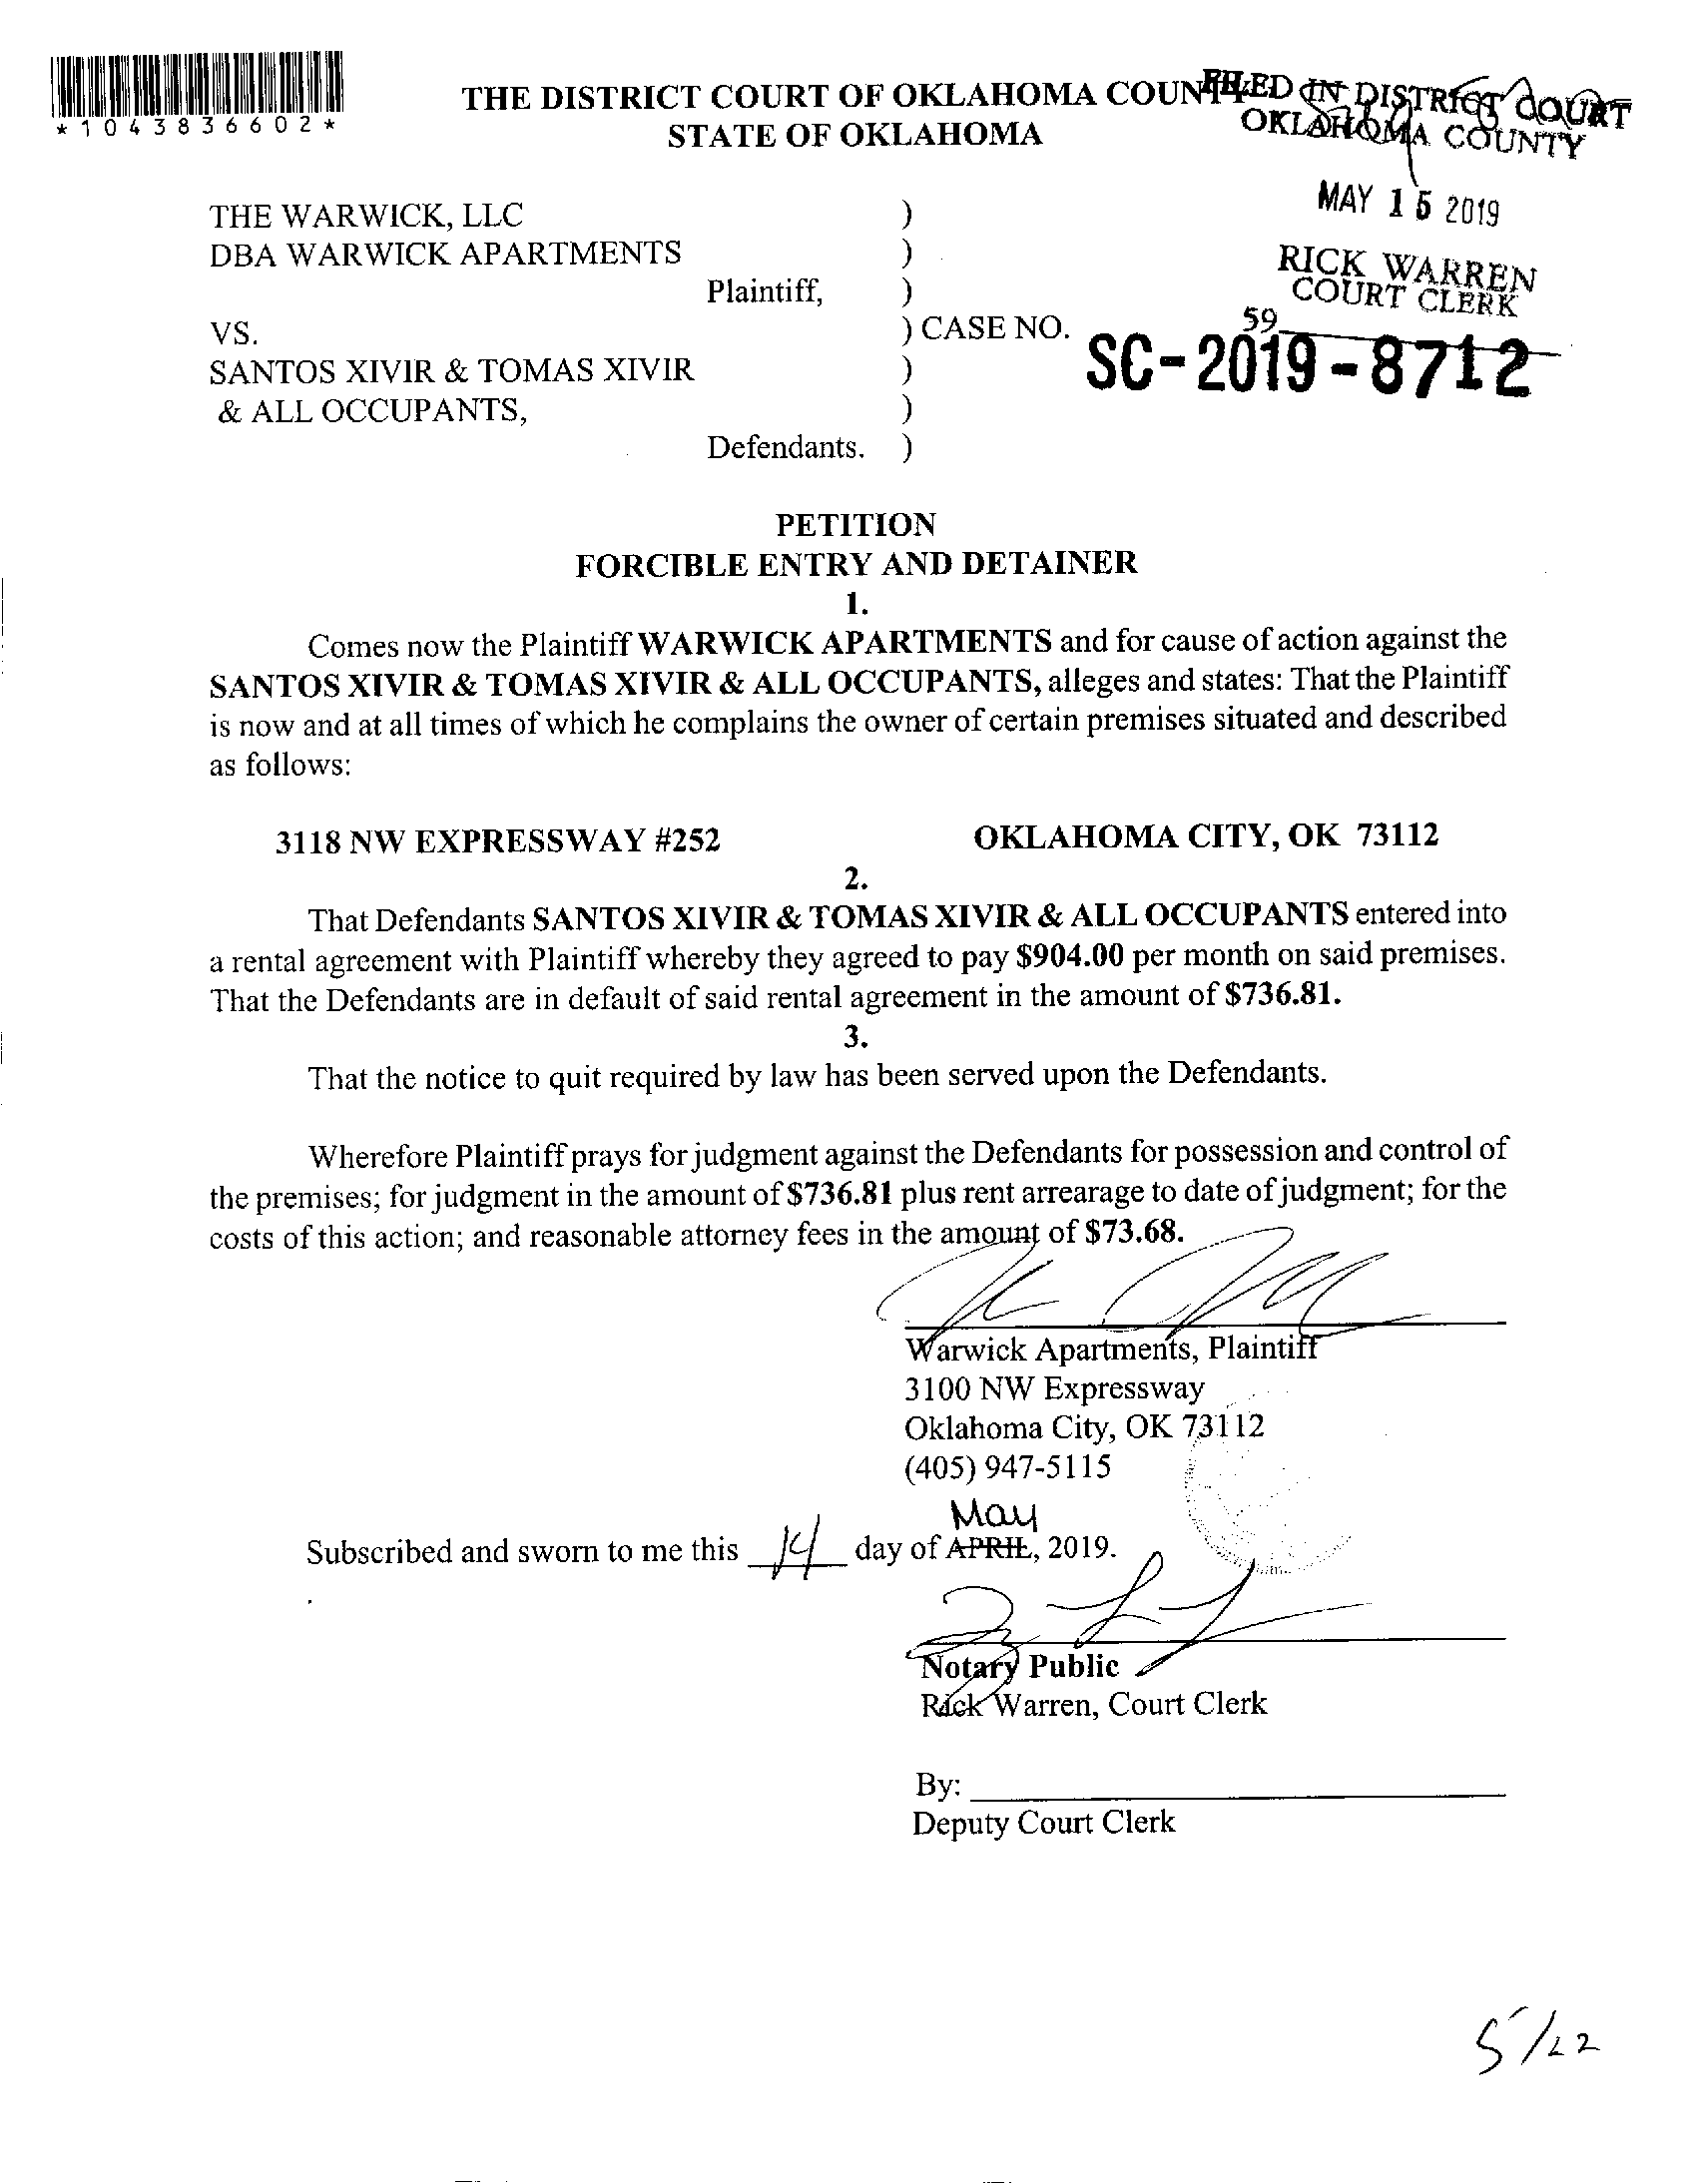 *1043836602*
THE DISTRICT COURT OF OKLAHOMA COUNTY
STATE OF OKLAHOMA
FILED IN DISTRICT COURT
OKLAHOMA COUNTY
MAY 15 2019
RICK WARREN
COURT CLERK
59
THE WARWICK, LLC )
DBA WARWICK APARTMENTS )
Plaintiff, )
VS. ) CASE NO. SC-2019-8712
SANTOS XIVIR & TOMAS XIVIR )
& ALL OCCUPANTS, )
Defendants. )
PETITION
FORCIBLE ENTRY AND DETAINER
1.
Comes now the Plaintiff WARWICK APARTMENTS and for cause of action against the
SANTOS XIVIR & TOMAS XIVIR & ALL OCCUPANTS, alleges and states: That the Plaintiff
is now and at all times of which he complains the owner of certain premises situated and described
as follows:
3118 NW EXPRESSWAY #252 OKLAHOMA CITY, OK 73112
2.
That Defendants SANTOS XIVIR & TOMAS XIVIR & ALL OCCUPANTS entered into
a rental agreement with Plaintiff whereby they agreed to pay $904.00 per month on said premises.
That the Defendants are in default of said rental agreement in the amount of $736.81.
3.
That the notice to quit required by law has been served upon the Defendants.
Wherefore Plaintiff prays for judgment against the Defendants for possession and control of
the premises; for judgment in the amount of $736.81 plus rent arrearage to date of judgment; for the
costs of this action; and reasonable attorney fees in the amount of $73.68.
Warwick Apartments, Plaintiff
3100 NW Expressway
Oklahoma City, OK 73112
(405) 947-5115
May
Subscribed and sworn to me this 14 day of APRIL, 2019.
Notary Public
Rick Warren, Court Clerk
By:
Deputy Court Clerk
5/22